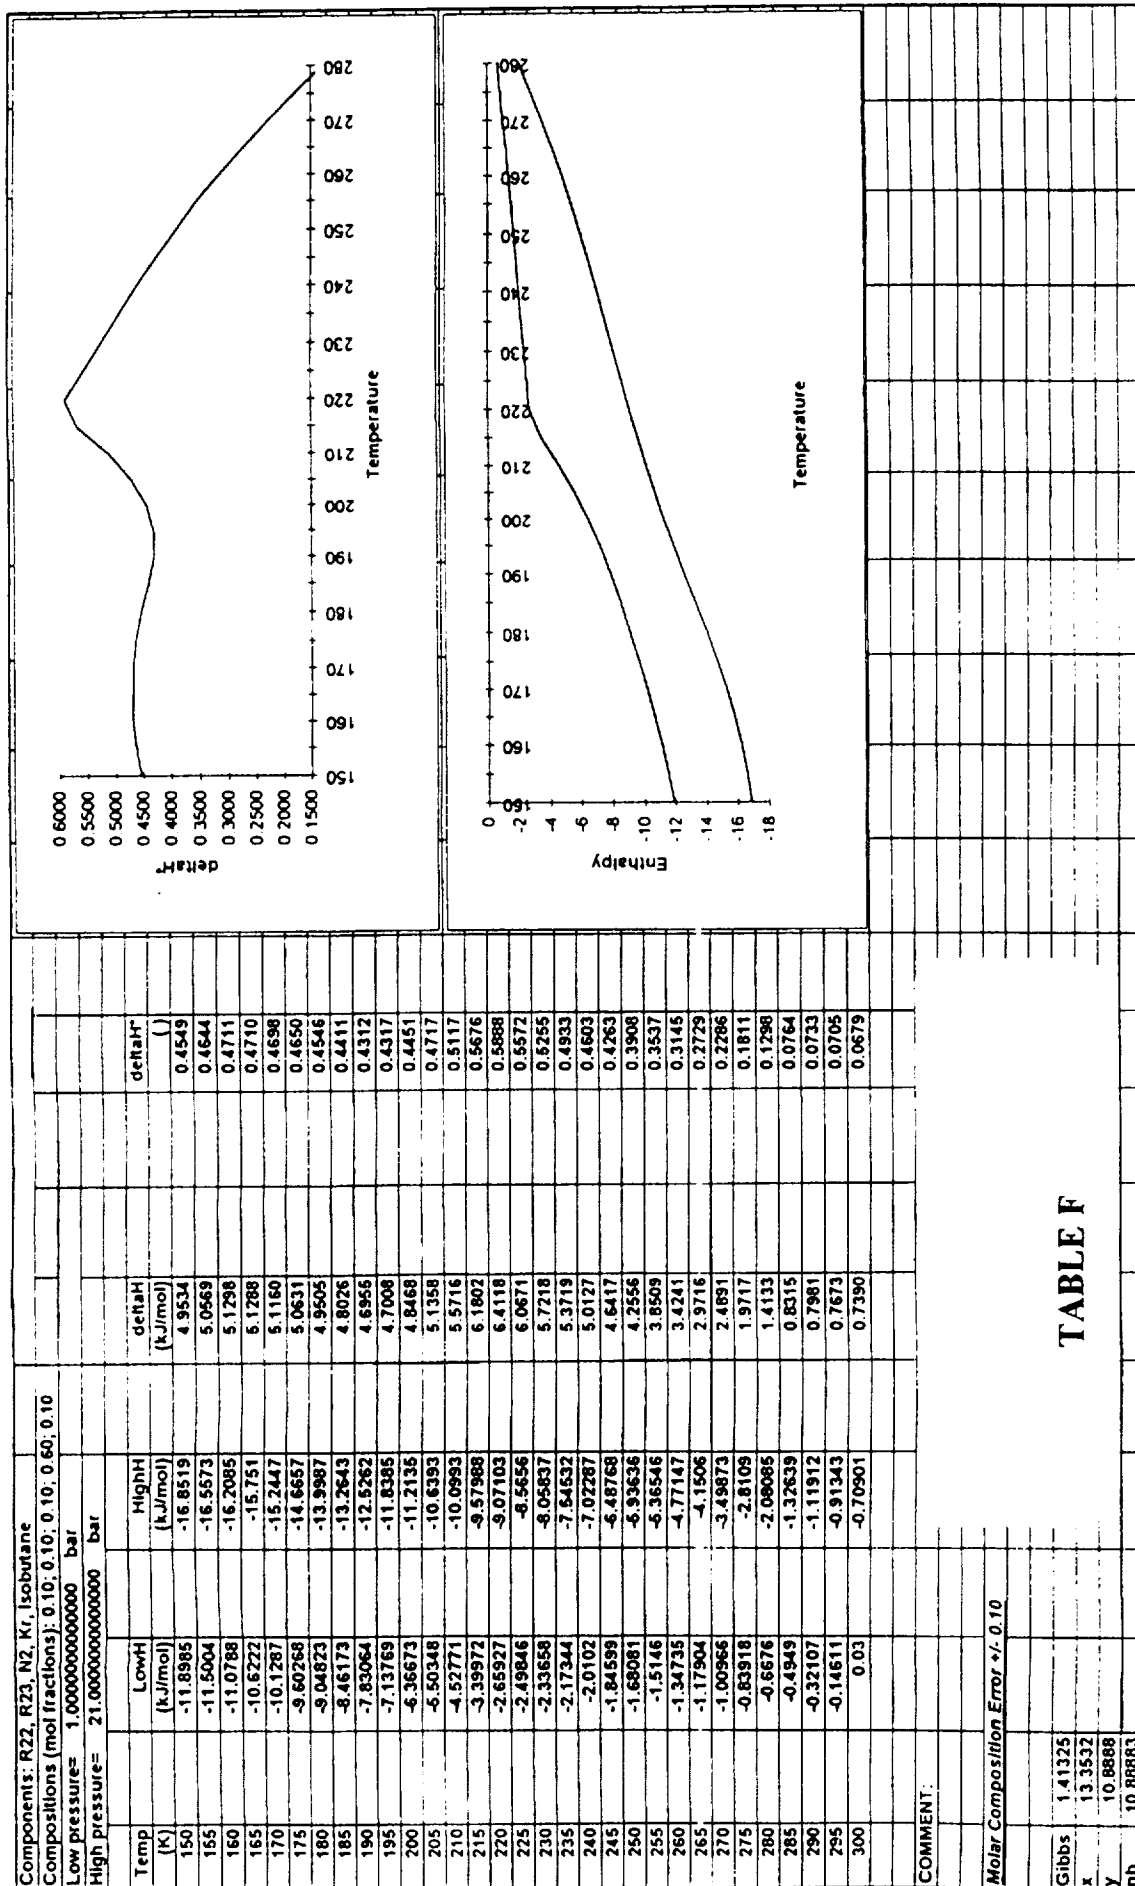 Components: R22, R23, N2, Kr, Isobutane
Compositions (mol fractions): 0.10; 0.10; 0.10; 0.60; 0.10
Low pressure= 1.0000000000000 bar
High pressure= 21.0000000000000 bar
Temp LowH HighH deltaH deltaH*
(K) (kJ/mol) (kJ/mol) (kJ/mol) ( )
150 -11.8985 -16.8519 4.9534 0.4549
155 -11.5004 -16.5573 5.0569 0.4644
160 -11.0788 -16.2085 5.1298 0.4711
165 -10.6222 -15.751 5.1288 0.4710
170 -10.1287 -15.2447 5.1160 0.4698
175 -9.60268 -14.6657 5.0631 0.4650
180 -9.04823 -13.9987 4.9505 0.4546
185 -8.46173 -13.2643 4.8026 0.4411
190 -7.83064 -12.5262 4.6956 0.4312
195 -7.13769 -11.8385 4.7008 0.4317
200 -6.36673 -11.2135 4.8468 0.4451
205 -5.50348 -10.6393 5.1358 0.4717
210 -4.52771 -10.0993 5.5716 0.5117
215 -3.39972 -9.57988 6.1802 0.5676
220 -2.65927 -9.07103 6.4118 0.5888
225 -2.49846 -8.5656 6.0671 0.5572
230 -2.33658 -8.05837 5.7218 0.5255
235 -2.17344 -7.54532 5.3719 0.4933
240 -2.0102 -7.02287 5.0127 0.4603
245 -1.84599 -6.48768 4.6417 0.4263
250 -1.68081 -5.93636 4.2556 0.3908
255 -1.5146 -5.36546 3.8509 0.3537
260 -1.34735 -4.77147 3.4241 0.3145
265 -1.17904 -4.1506 2.9716 0.2729
270 -1.00966 -3.49873 2.4891 0.2286
275 -0.83918 -2.8109 1.9717 0.1811
280 -0.6676 -2.08085 1.4133 0.1298
285 -0.4949 -1.32639 0.8315 0.0764
290 -0.32107 -1.11912 0.7981 0.0733
295 -0.14611 -0.91343 0.7673 0.0705
300 0.03 -0.70901 0.7390 0.0679
COMMENT:
Molar Composition Error +/- 0.10
Gibbs 1.41325
x 13.3532
y 10.8888
10.88883
TABLE F
deltaH*
0 6000
0 5500
0 5000
0 4500
0 4000
0 3500
0 3000
0 2500
0 2000
0 1500
150 160 170 180 190 200 210 220 230 240 250 260 270 280
Temperature
Enthalpy
0
-2
-4
-6
-8
-10
-12
-14
-16
-18
150 160 170 180 190 200 210 220 230 240 250 260 270 280
Temperature